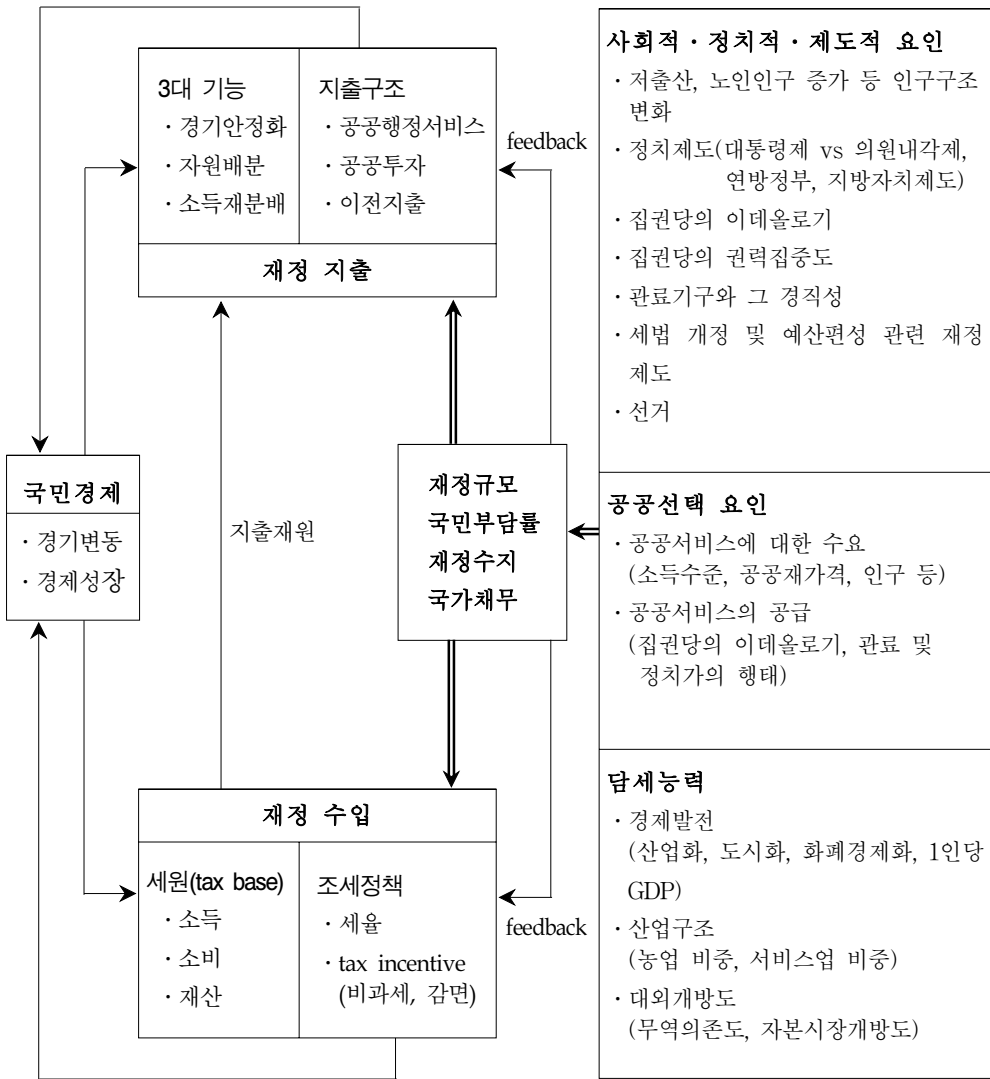 3대 기능
· 경기안정화
· 자원배분
· 소득재분배
지출구조
· 공공행정서비스
· 공공투자
· 이전지출
재정 지출
feedback
국민경제
· 경기변동
· 경제성장
지출재원
재정규모
국민부담률
재정수지
국가채무
재정 수입
세원(tax base)
· 소득
· 소비
· 재산
조세정책
· 세율
· tax incentive
(비과세, 감면)
feedback
사회적·정치적·제도적 요인
· 저출산, 노인인구 증가 등 인구구조
변화
· 정치제도(대통령제 vs 의원내각제,
연방정부, 지방자치제도)
· 집권당의 이데올로기
· 집권당의 권력집중도
· 관료기구와 그 경직성
· 세법 개정 및 예산편성 관련 재정
제도
· 선거
공공선택 요인
· 공공서비스에 대한 수요
(소득수준, 공공재가격, 인구 등)
· 공공서비스의 공급
(집권당의 이데올로기, 관료 및
정치가의 행태)
담세능력
· 경제발전
(산업화, 도시화, 화폐경제화, 1인당
GDP)
· 산업구조
(농업 비중, 서비스업 비중)
· 대외개방도
(무역의존도, 자본시장개방도)